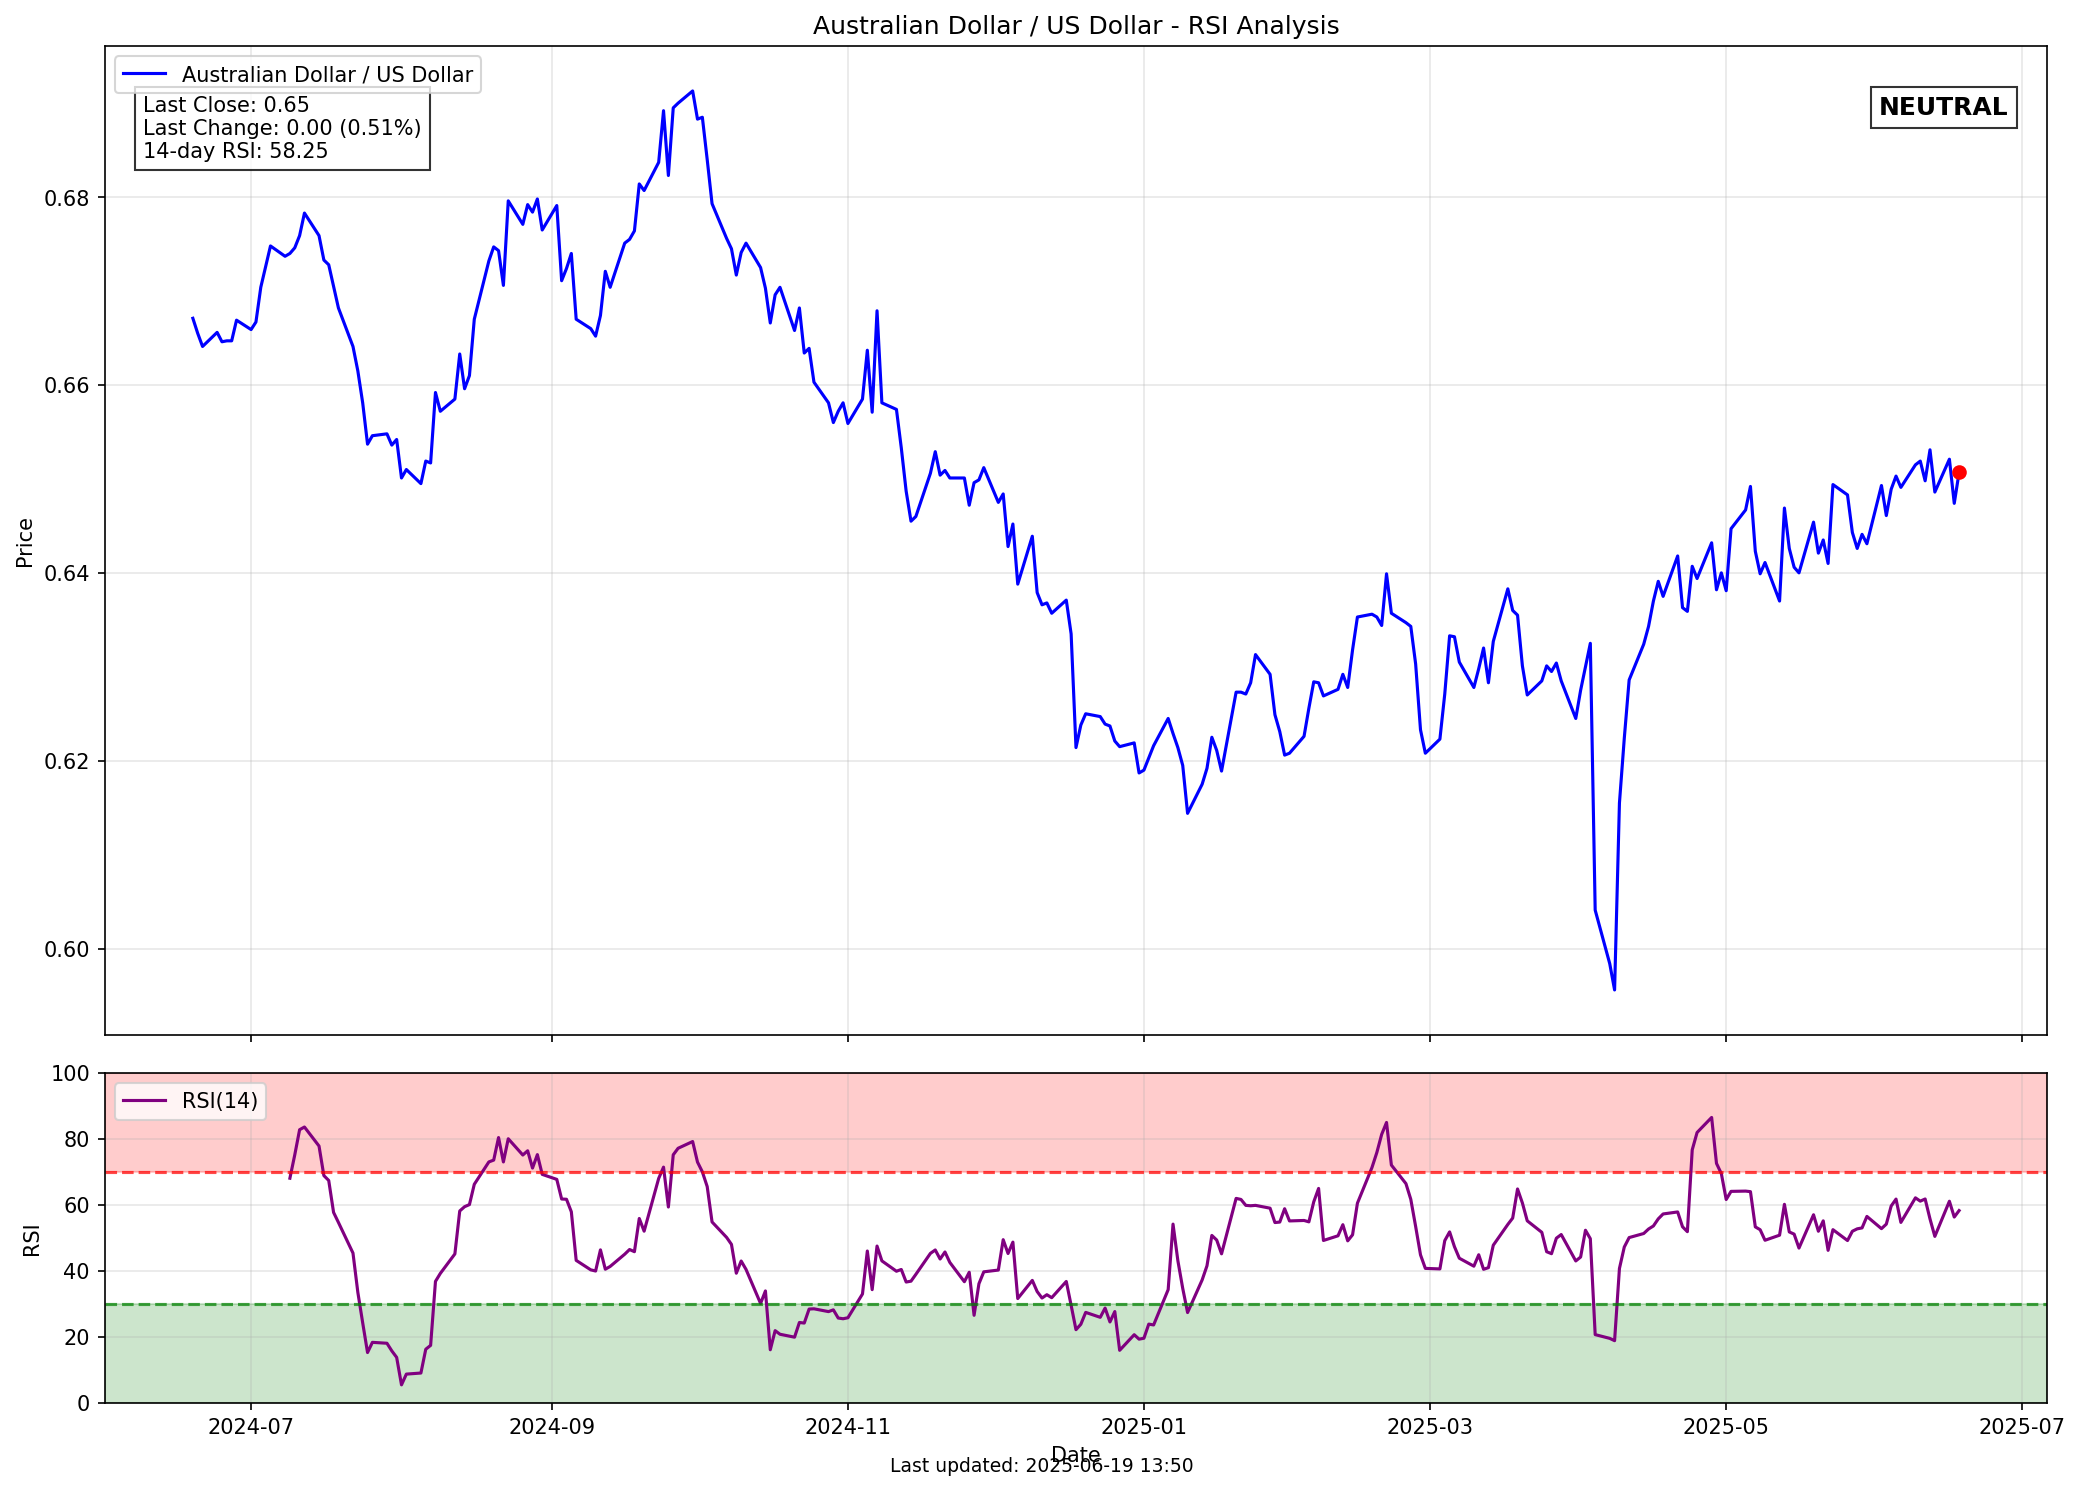 Australian Dollar / US Dollar - RSI Analysis
Australian Dollar / US Dollar
Last Close: 0.65
Last Change: 0.00 (0.51%)
14-day RSI: 58.25
NEUTRAL
Price
0.68
0.66
0.64
0.62
0.60
RSI(14)
RSI
100
80
60
40
20
0
2024-07
2024-09
2024-11
2025-01
2025-03
2025-05
2025-07
Date
Last updated: 2025-06-19 13:50